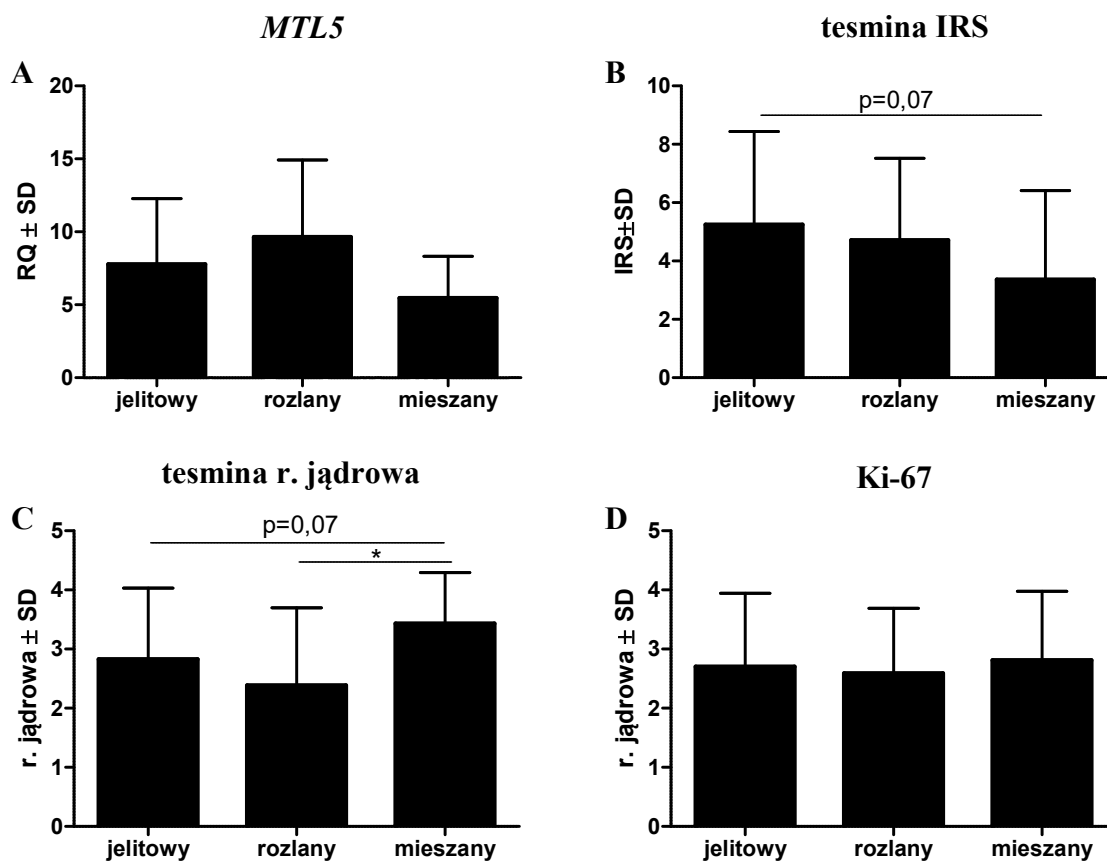 MTL5
A
20
15
10
5
0
RQ ± SD
jelitowy rozlany mieszany
tesmina IRS
B
10
8
6
4
2
0
IRS±SD
p=0,07
jelitowy rozlany mieszany
tesmina r. jądrowa
C
5
4
3
2
1
0
r. jądrowa ± SD
p=0,07
*
jelitowy rozlany mieszany
Ki-67
D
5
4
3
2
1
0
r. jądrowa ± SD
jelitowy rozlany mieszany